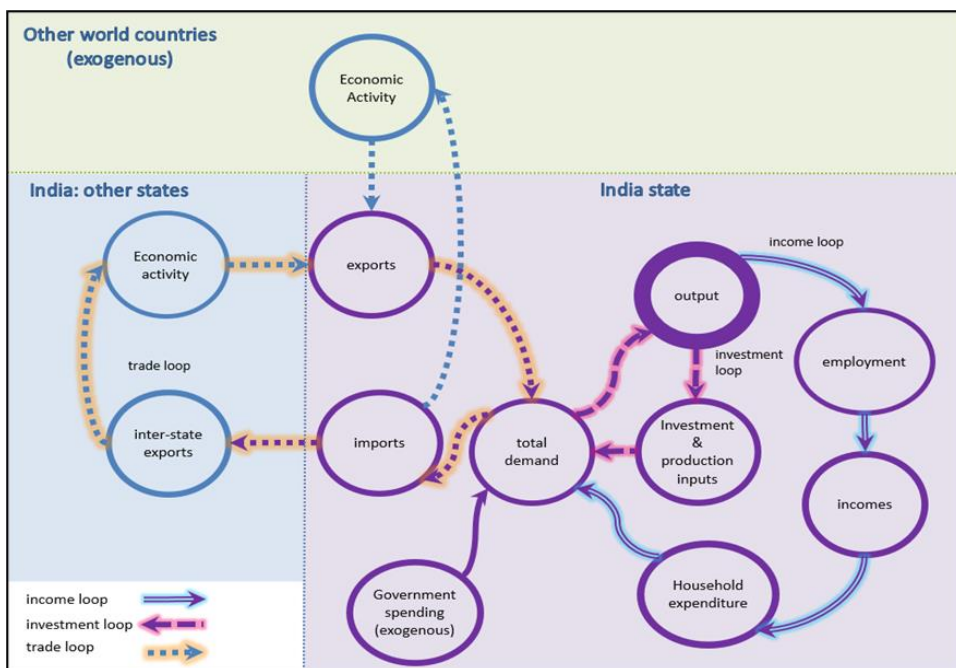 Other world countries
(exogenous)
Economic
Activity
India: other states
India state
Economic
activity
exports
income loop
output
investment
loop
employment
trade loop
inter-state
exports
imports
total
demand
Investment
&
production
inputs
incomes
Government
spending
(exogenous)
Household
expenditure
income loop
investment loop
trade loop